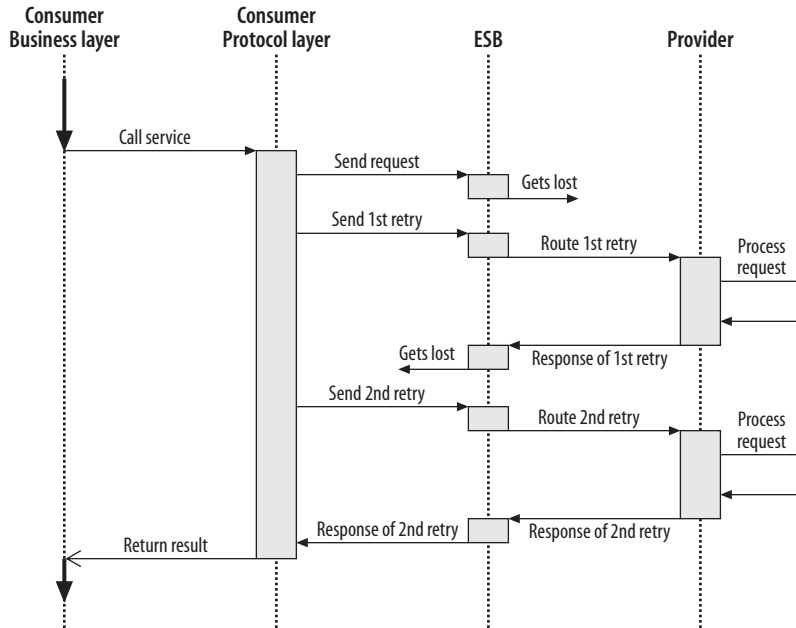 Consumer
Business layer
Consumer
Protocol layer
ESB
Provider
Call service
Send request
Gets lost
Send 1st retry
Route 1st retry
Process
request
Gets lost
Response of 1st retry
Send 2nd retry
Route 2nd retry
Process
request
Response of 2nd retry
Response of 2nd retry
Return result